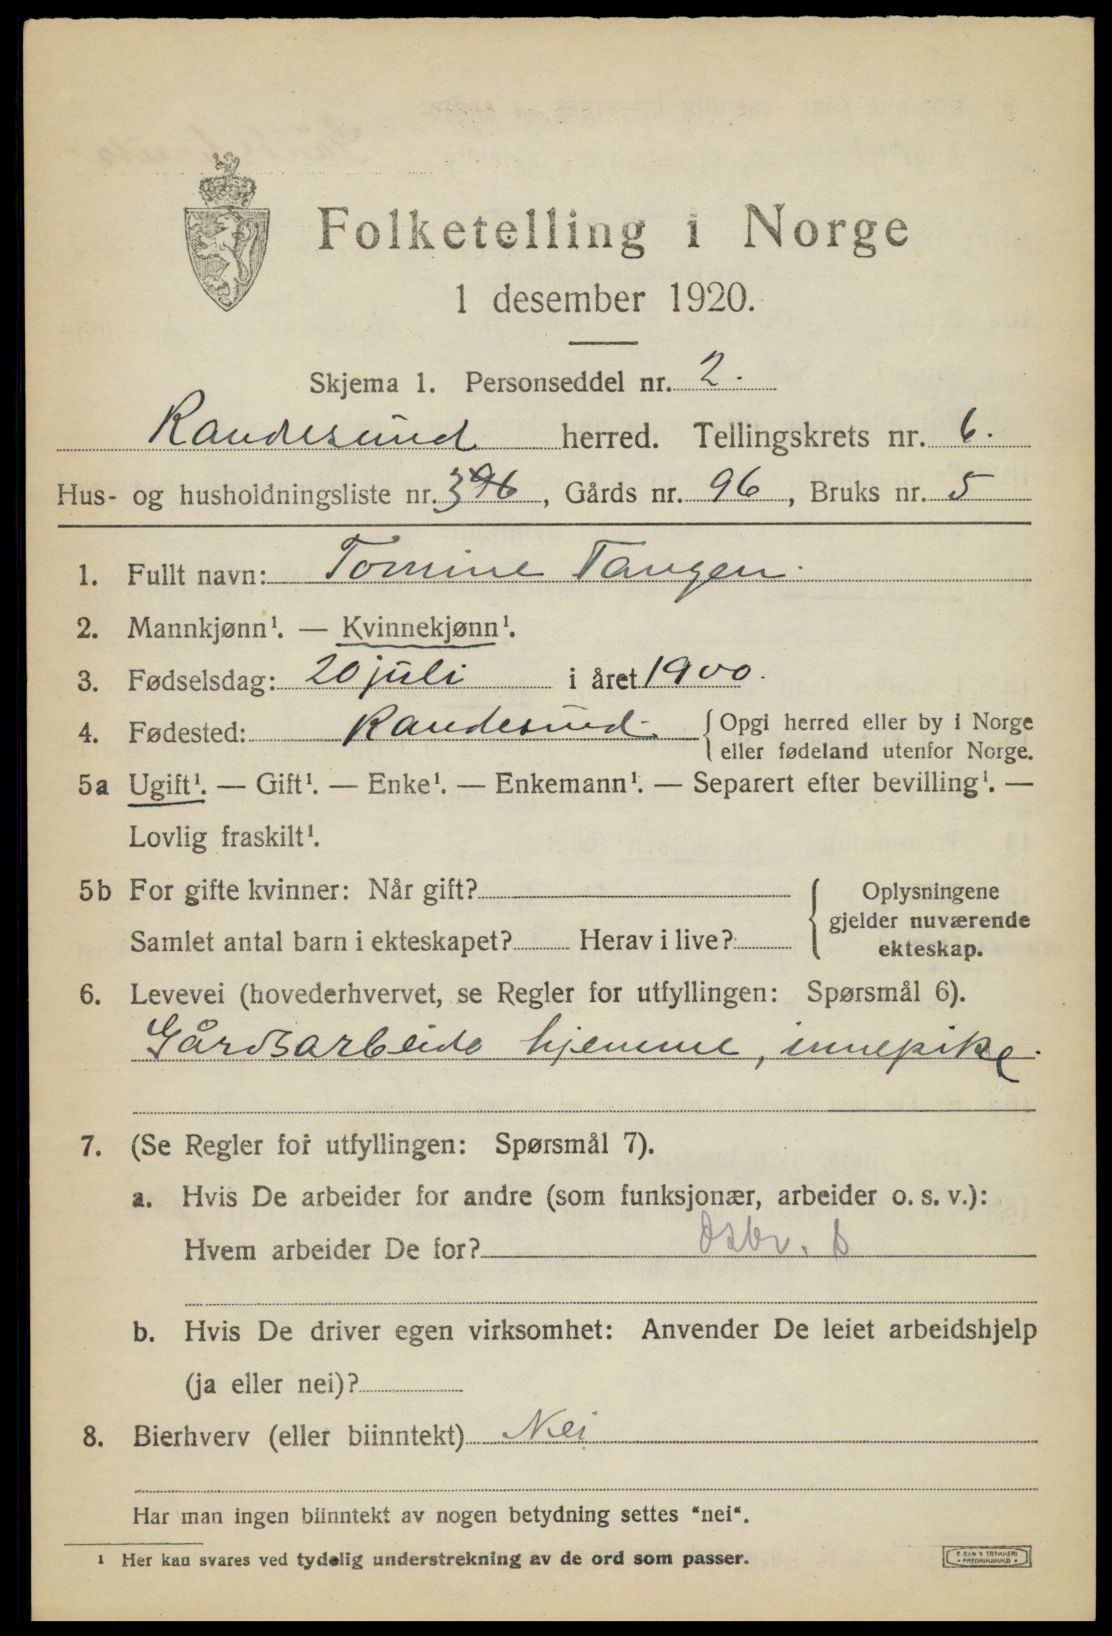 Folketelling i Norge
1 desember 1920.
Skjema 1. Personseddel nr. 2.
Randesund herred. Tellingskrets nr. 6.
Hus- og husholdningsliste nr. 396, Gårds nr. 96, Bruks nr. 5
1. Fullt navn: Tomine Tangen.
2. Mannkjønn¹. — Kvinnekjønn¹.
3. Fødselsdag: 20 juli i året 1900.
4. Fødested: Randesund. {Opgi herred eller by i Norge
eller fødeland utenfor Norge.
5a Ugift¹. — Gift¹. — Enke¹. — Enkemann¹. — Separert efter bevilling¹. —
Lovlig fraskilt¹.
5b For gifte kvinner: Når gift?
Samlet antal barn i ekteskapet? Herav i live?
{Oplysningene
gjelder nuværende
ekteskap.
6. Levevei (hovederhvervet, se Regler for utfyllingen: Spørsmål 6).
Gårdsarbeide hjemme, innepike.
7. (Se Regler for utfyllingen: Spørsmål 7).
a. Hvis De arbeider for andre (som funksjonær, arbeider o. s. v.):
Hvem arbeider De for?
b. Hvis De driver egen virksomhet: Anvender De leiet arbeidshjelp
(ja eller nei)?
8. Bierhverv (eller biinntekt) Nei
Har man ingen biinntekt av nogen betydning settes "nei".
¹ Her kan svares ved tydelig understrekning av de ord som passer.